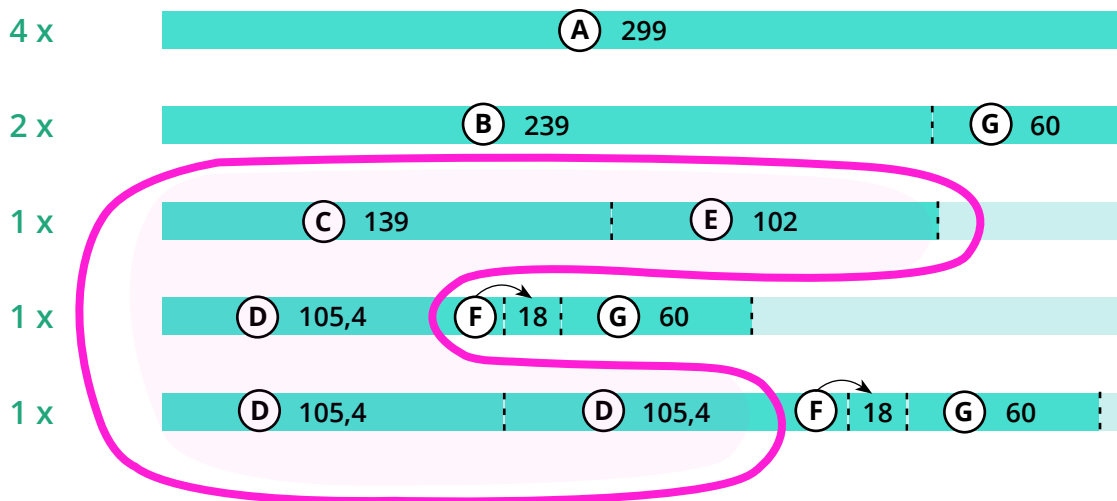 4 x A 299
2 x B 239 G 60
1 x C 139 E 102
1 x D 105,4 F 18 G 60
1 x D 105,4 D 105,4 F 18 G 60